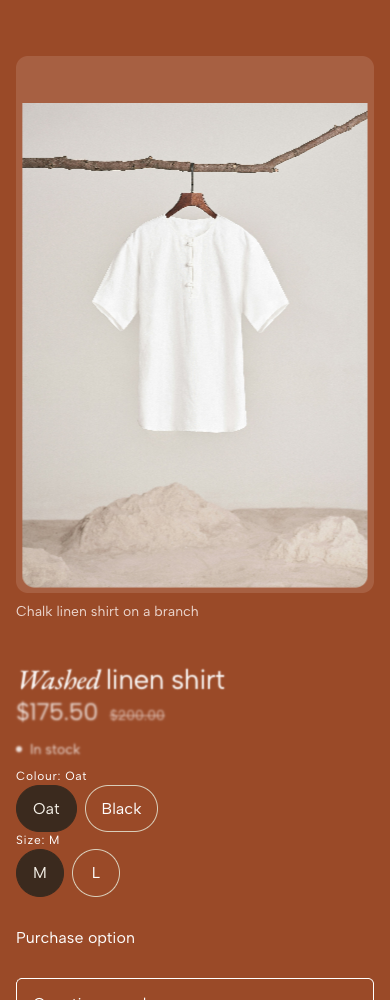 Chalk linen shirt on a branch
Washed linen shirt
$175.50 $200.00
In stock
Colour: Oat
Oat Black
Size: M
M L
Purchase option